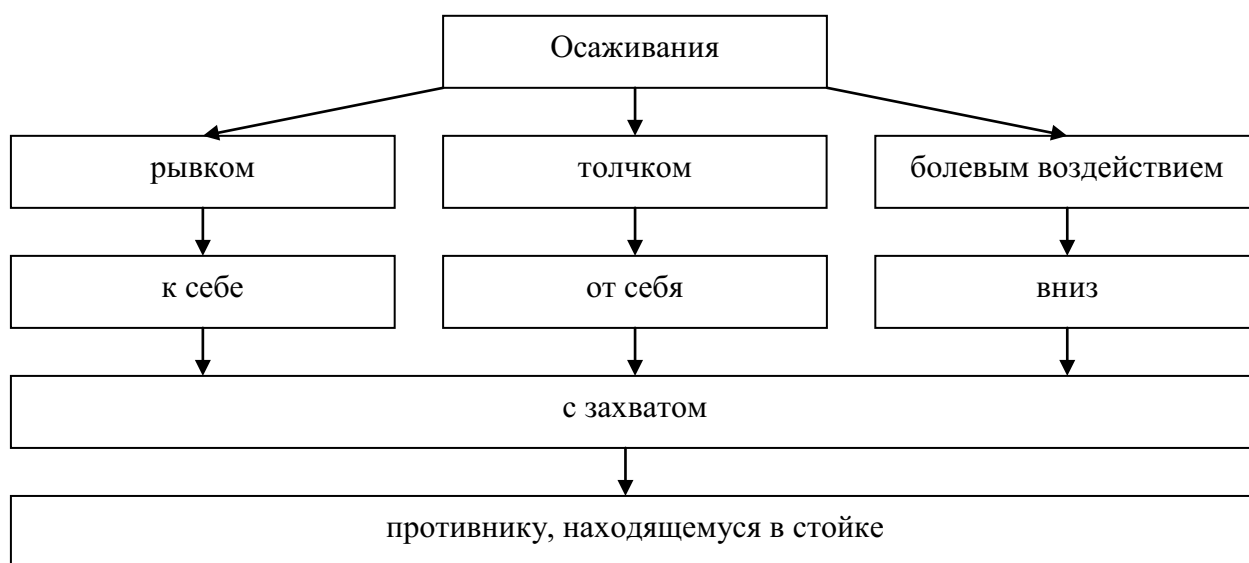 Осаживания
рывком
толчком
болевым воздействием
к себе
от себя
вниз
с захватом
противнику, находящемуся в стойке